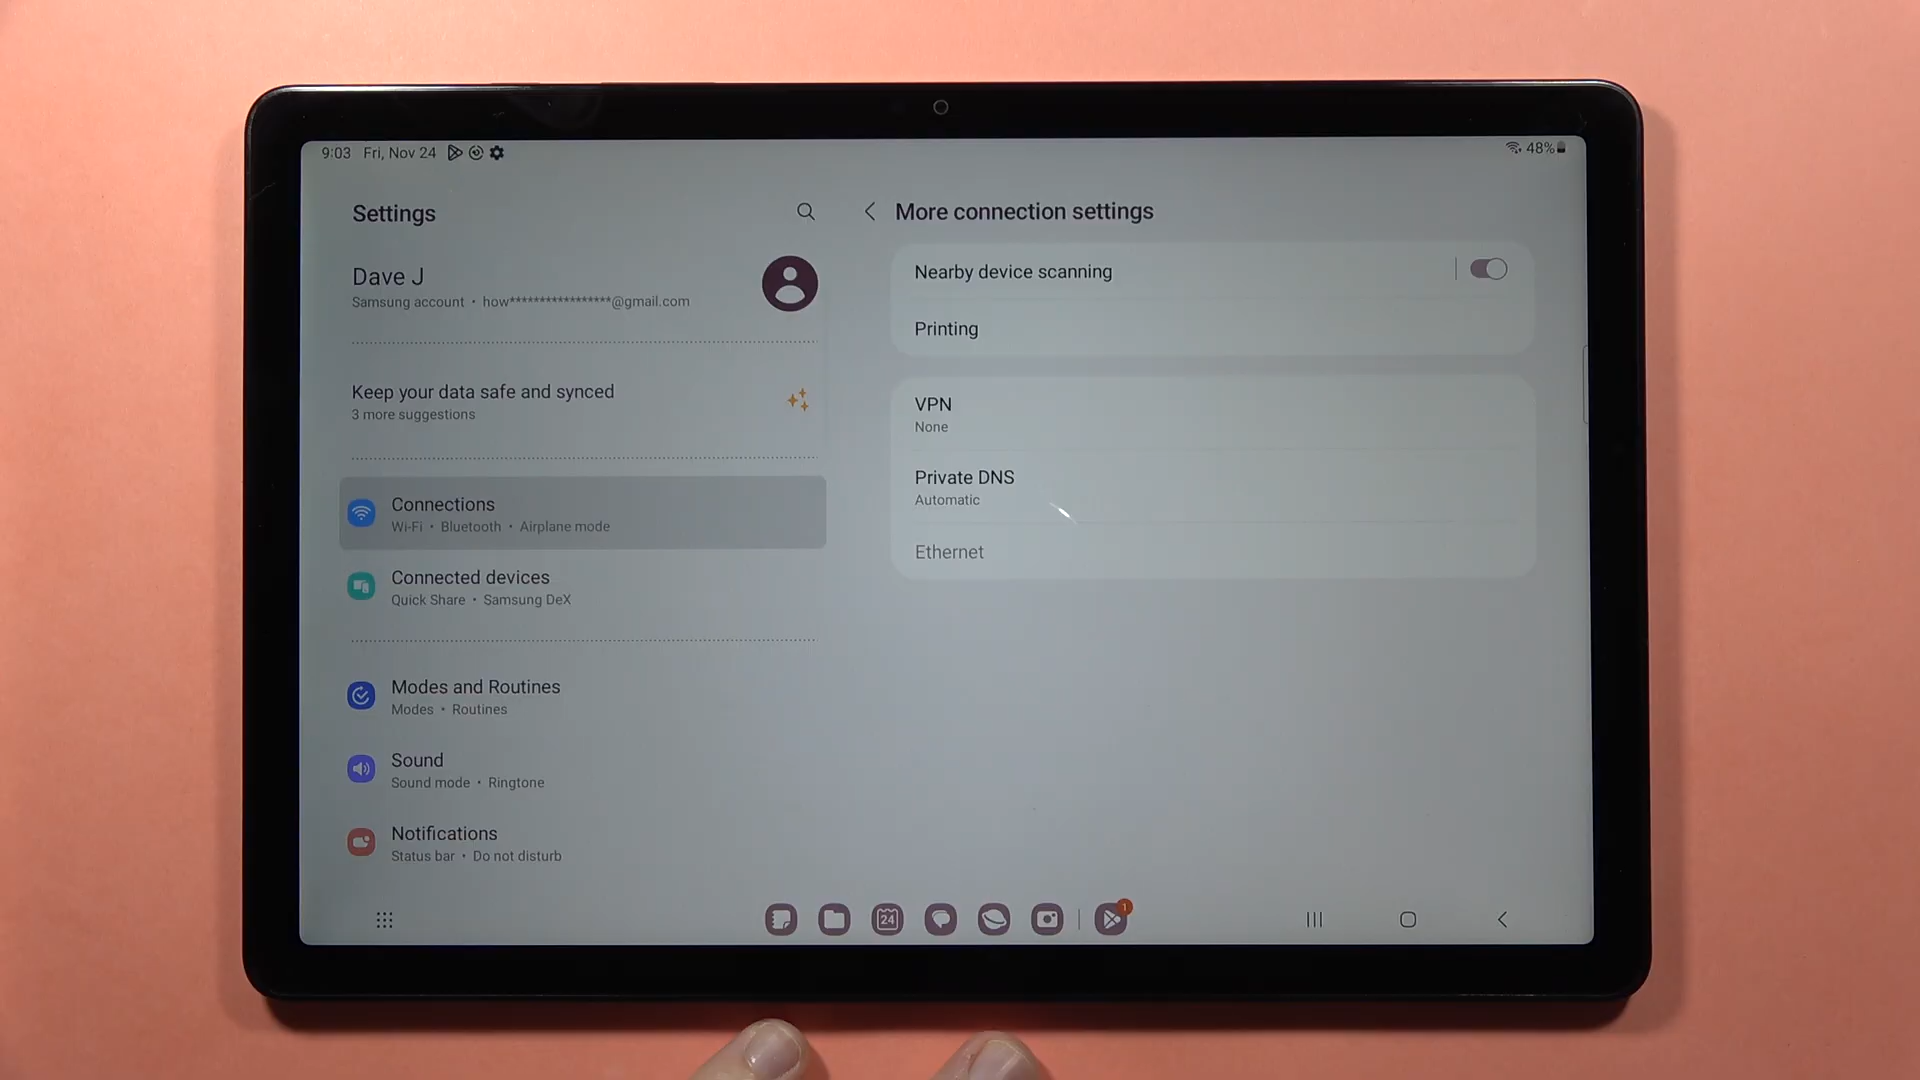 9:03 Fri, Nov 24
48%
Settings
Dave J
Samsung account • how*****************@gmail.com
Keep your data safe and synced
3 more suggestions
Connections
Wi-Fi • Bluetooth • Airplane mode
Connected devices
Quick Share • Samsung DeX
Modes and Routines
Modes • Routines
Sound
Sound mode • Ringtone
Notifications
Status bar • Do not disturb
More connection settings
Nearby device scanning
Printing
VPN
None
Private DNS
Automatic
Ethernet
24
1